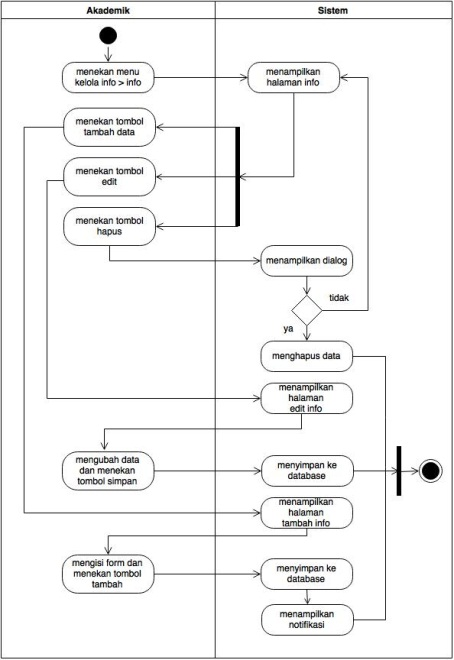 Akademik
Sistem
menekan menu
kelola info > info
menampilkan
halaman info
menekan tombol
tambah data
menekan tombol
edit
menekan tombol
hapus
menampilkan dialog
tidak
ya
menghapus data
menampilkan
halaman
edit info
mengubah data
dan menekan
tombol simpan
menyimpan ke
database
menampilkan
halaman
tambah info
mengisi form dan
menekan tombol
tambah
menyimpan ke
database
menampilkan
notifikasi